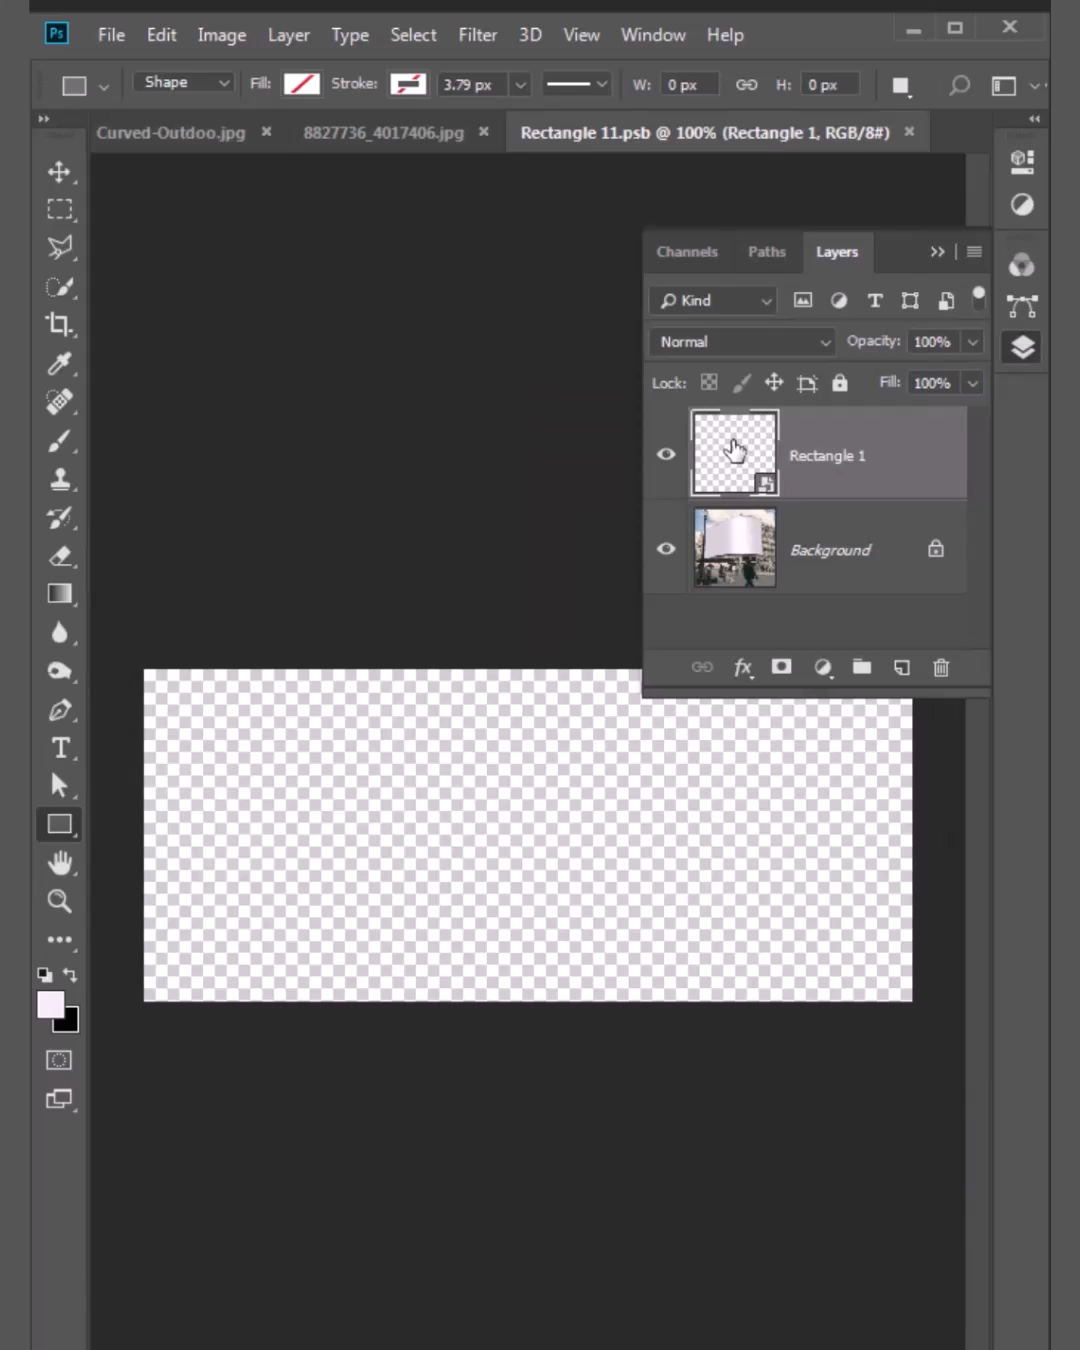 Ps File Edit Image Layer Type Select Filter 3D View Window Help
Shape Fill: Stroke: 3.79 px W: 0 px H: 0 px
Curved-Outdoo.jpg 8827736_4017406.jpg Rectangle 11.psb @ 100% (Rectangle 1, RGB/8#)
Channels Paths Layers
Kind
Normal Opacity: 100%
Lock: Fill: 100%
Rectangle 1
Background